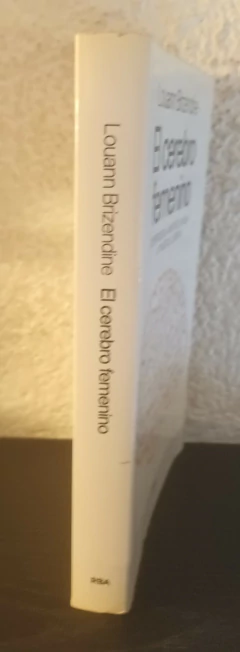 Louann Brizendine El cerebro femenino
RBA
Louann Brizendine
El cerebro
femenino